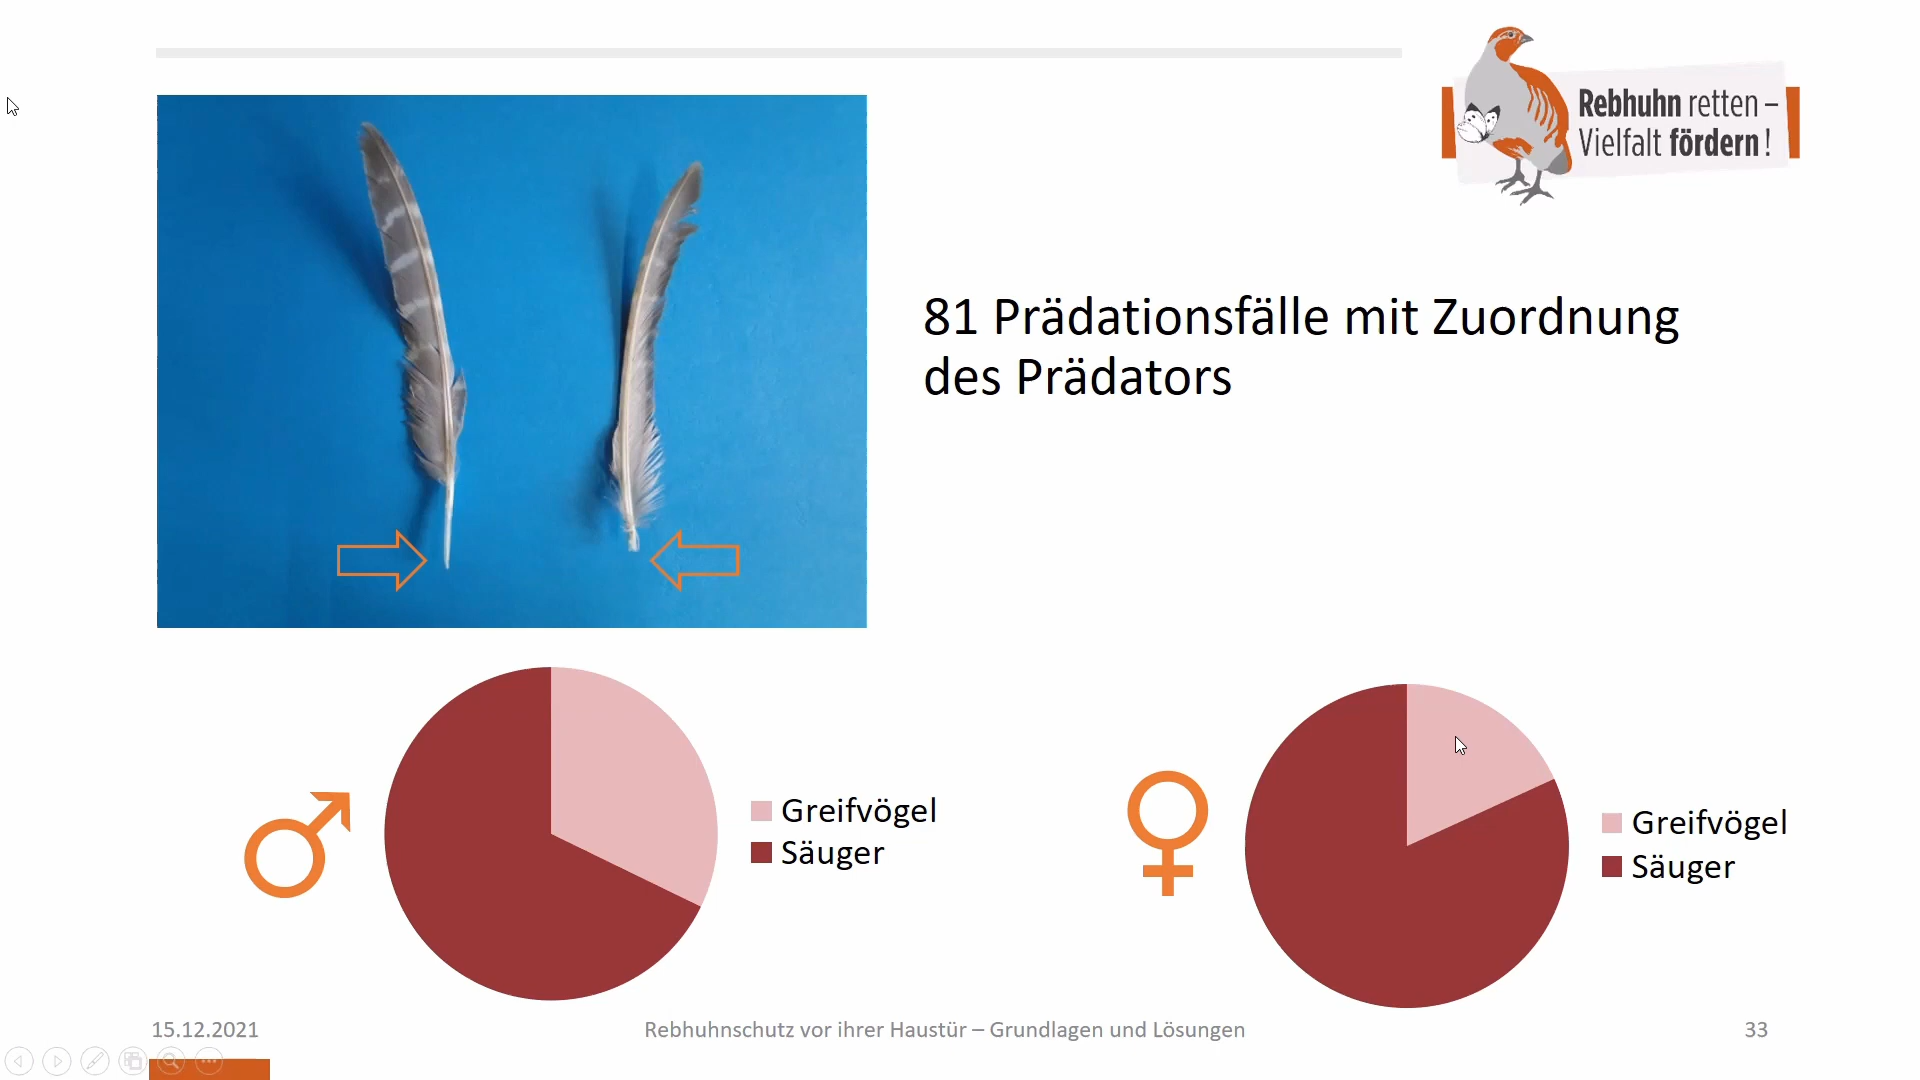 Rebhuhn retten –
Vielfalt fördern!
81 Prädationsfälle mit Zuordnung
des Prädators
Greifvögel
Säuger
Greifvögel
Säuger
15.12.2021
Rebhuhnschutz vor ihrer Haustür – Grundlagen und Lösungen
33